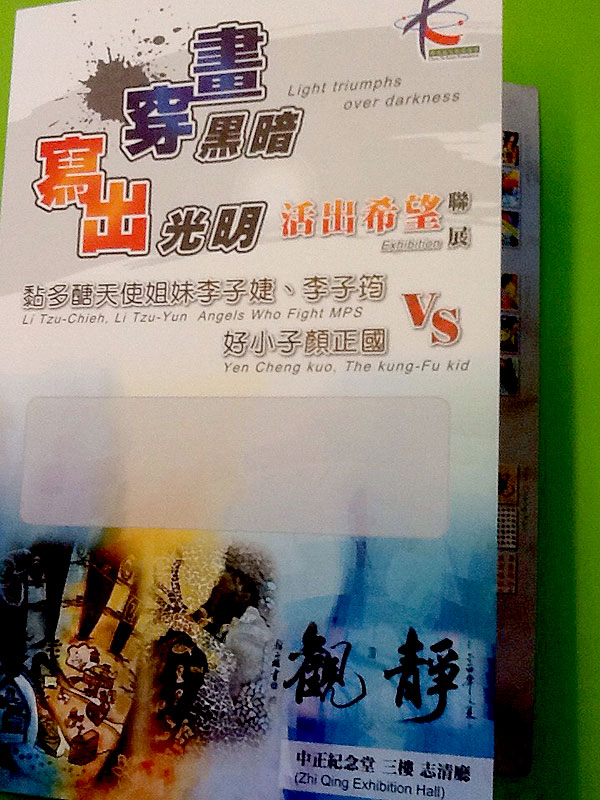 畫
穿黑暗
Light triumphs
over darkness
寫
出光明
活出希望
聯展
Exhibition
黏多醣天使姐妹李子婕、李子筠
Li Tzu-Chieh, Li Tzu-Yun Angels Who Fight MPS
VS
好小子顏正國
Yen Cheng kuo, The kung-Fu kid
觀靜
中正紀念堂 三樓 志清廳
(Zhi Qing Exhibition Hall)